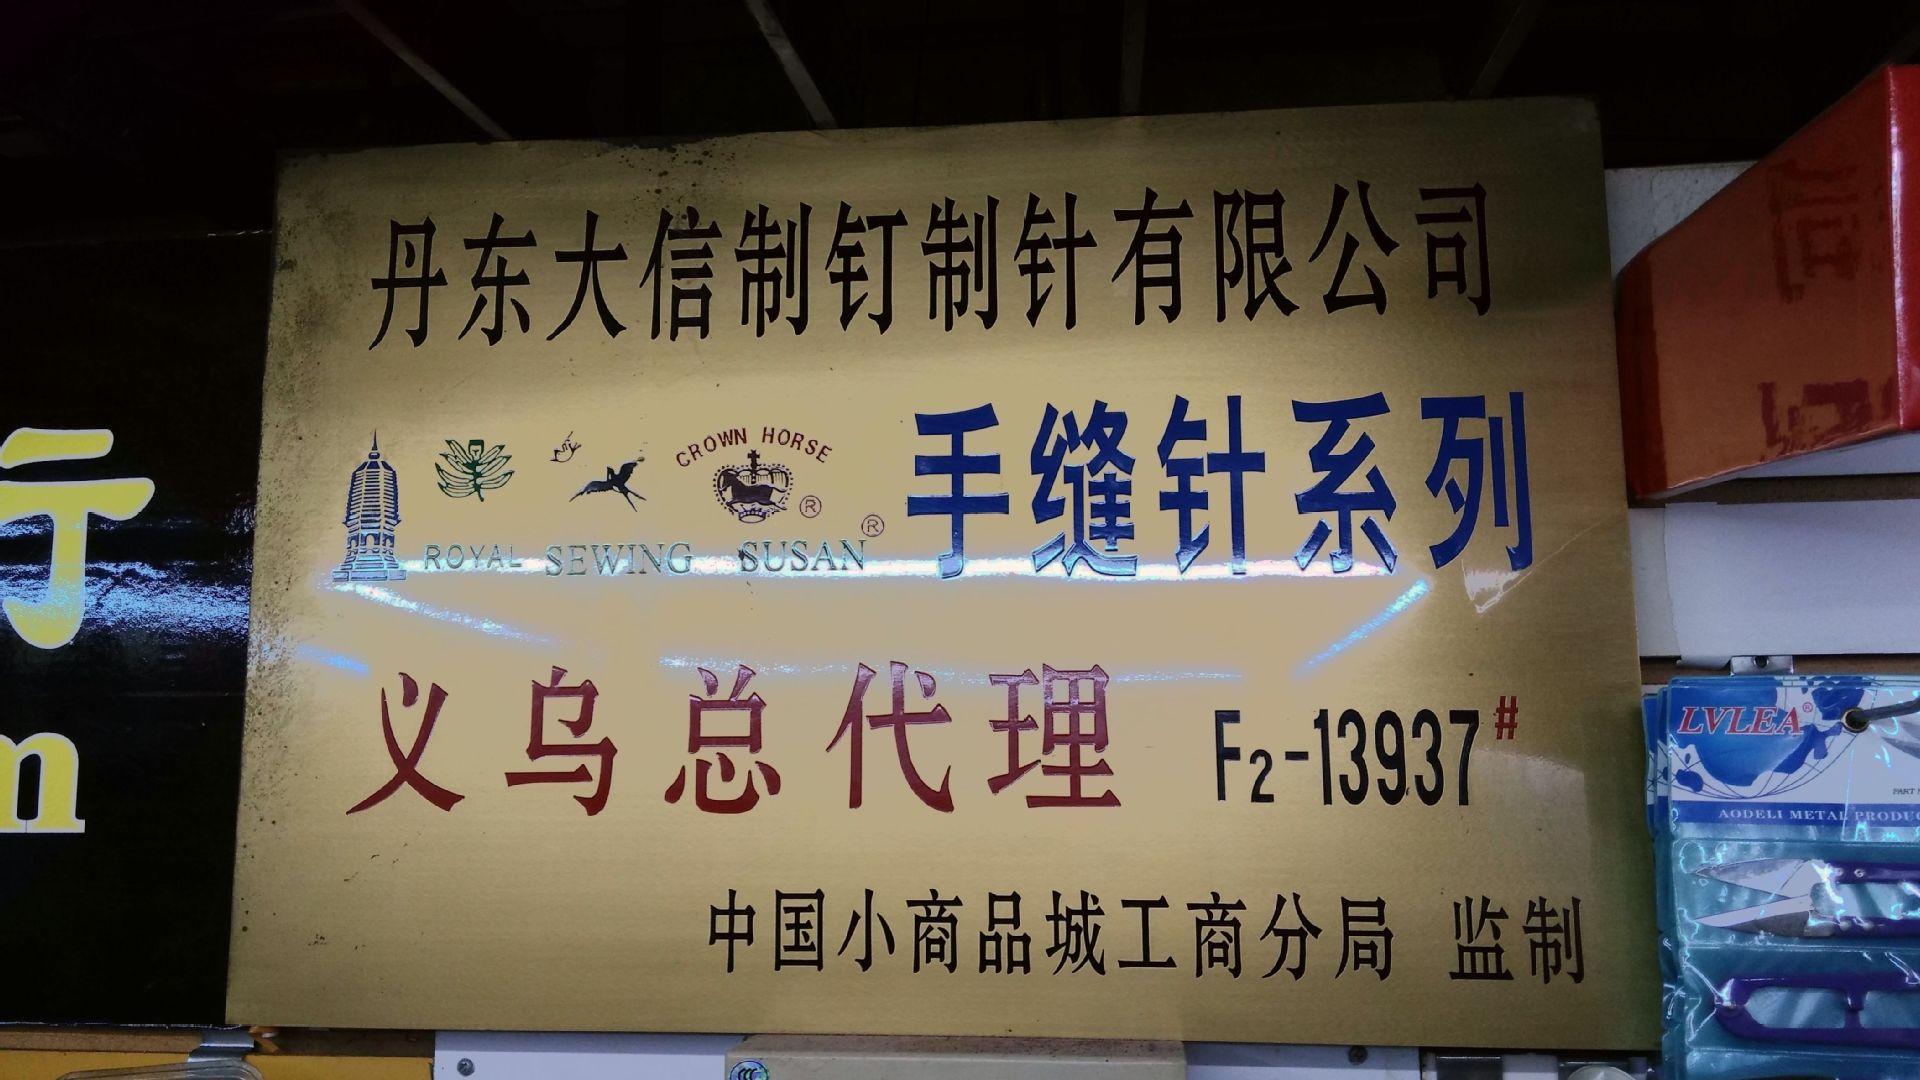 丹东大信制钉制针有限公司
CROWN HORSE
®
ROYAL SEWING SUSAN ® 手缝针系列
义乌总代理 F2-13937#
中国小商品城工商分局 监制
行
m
LVLEA®
AODELI METAL